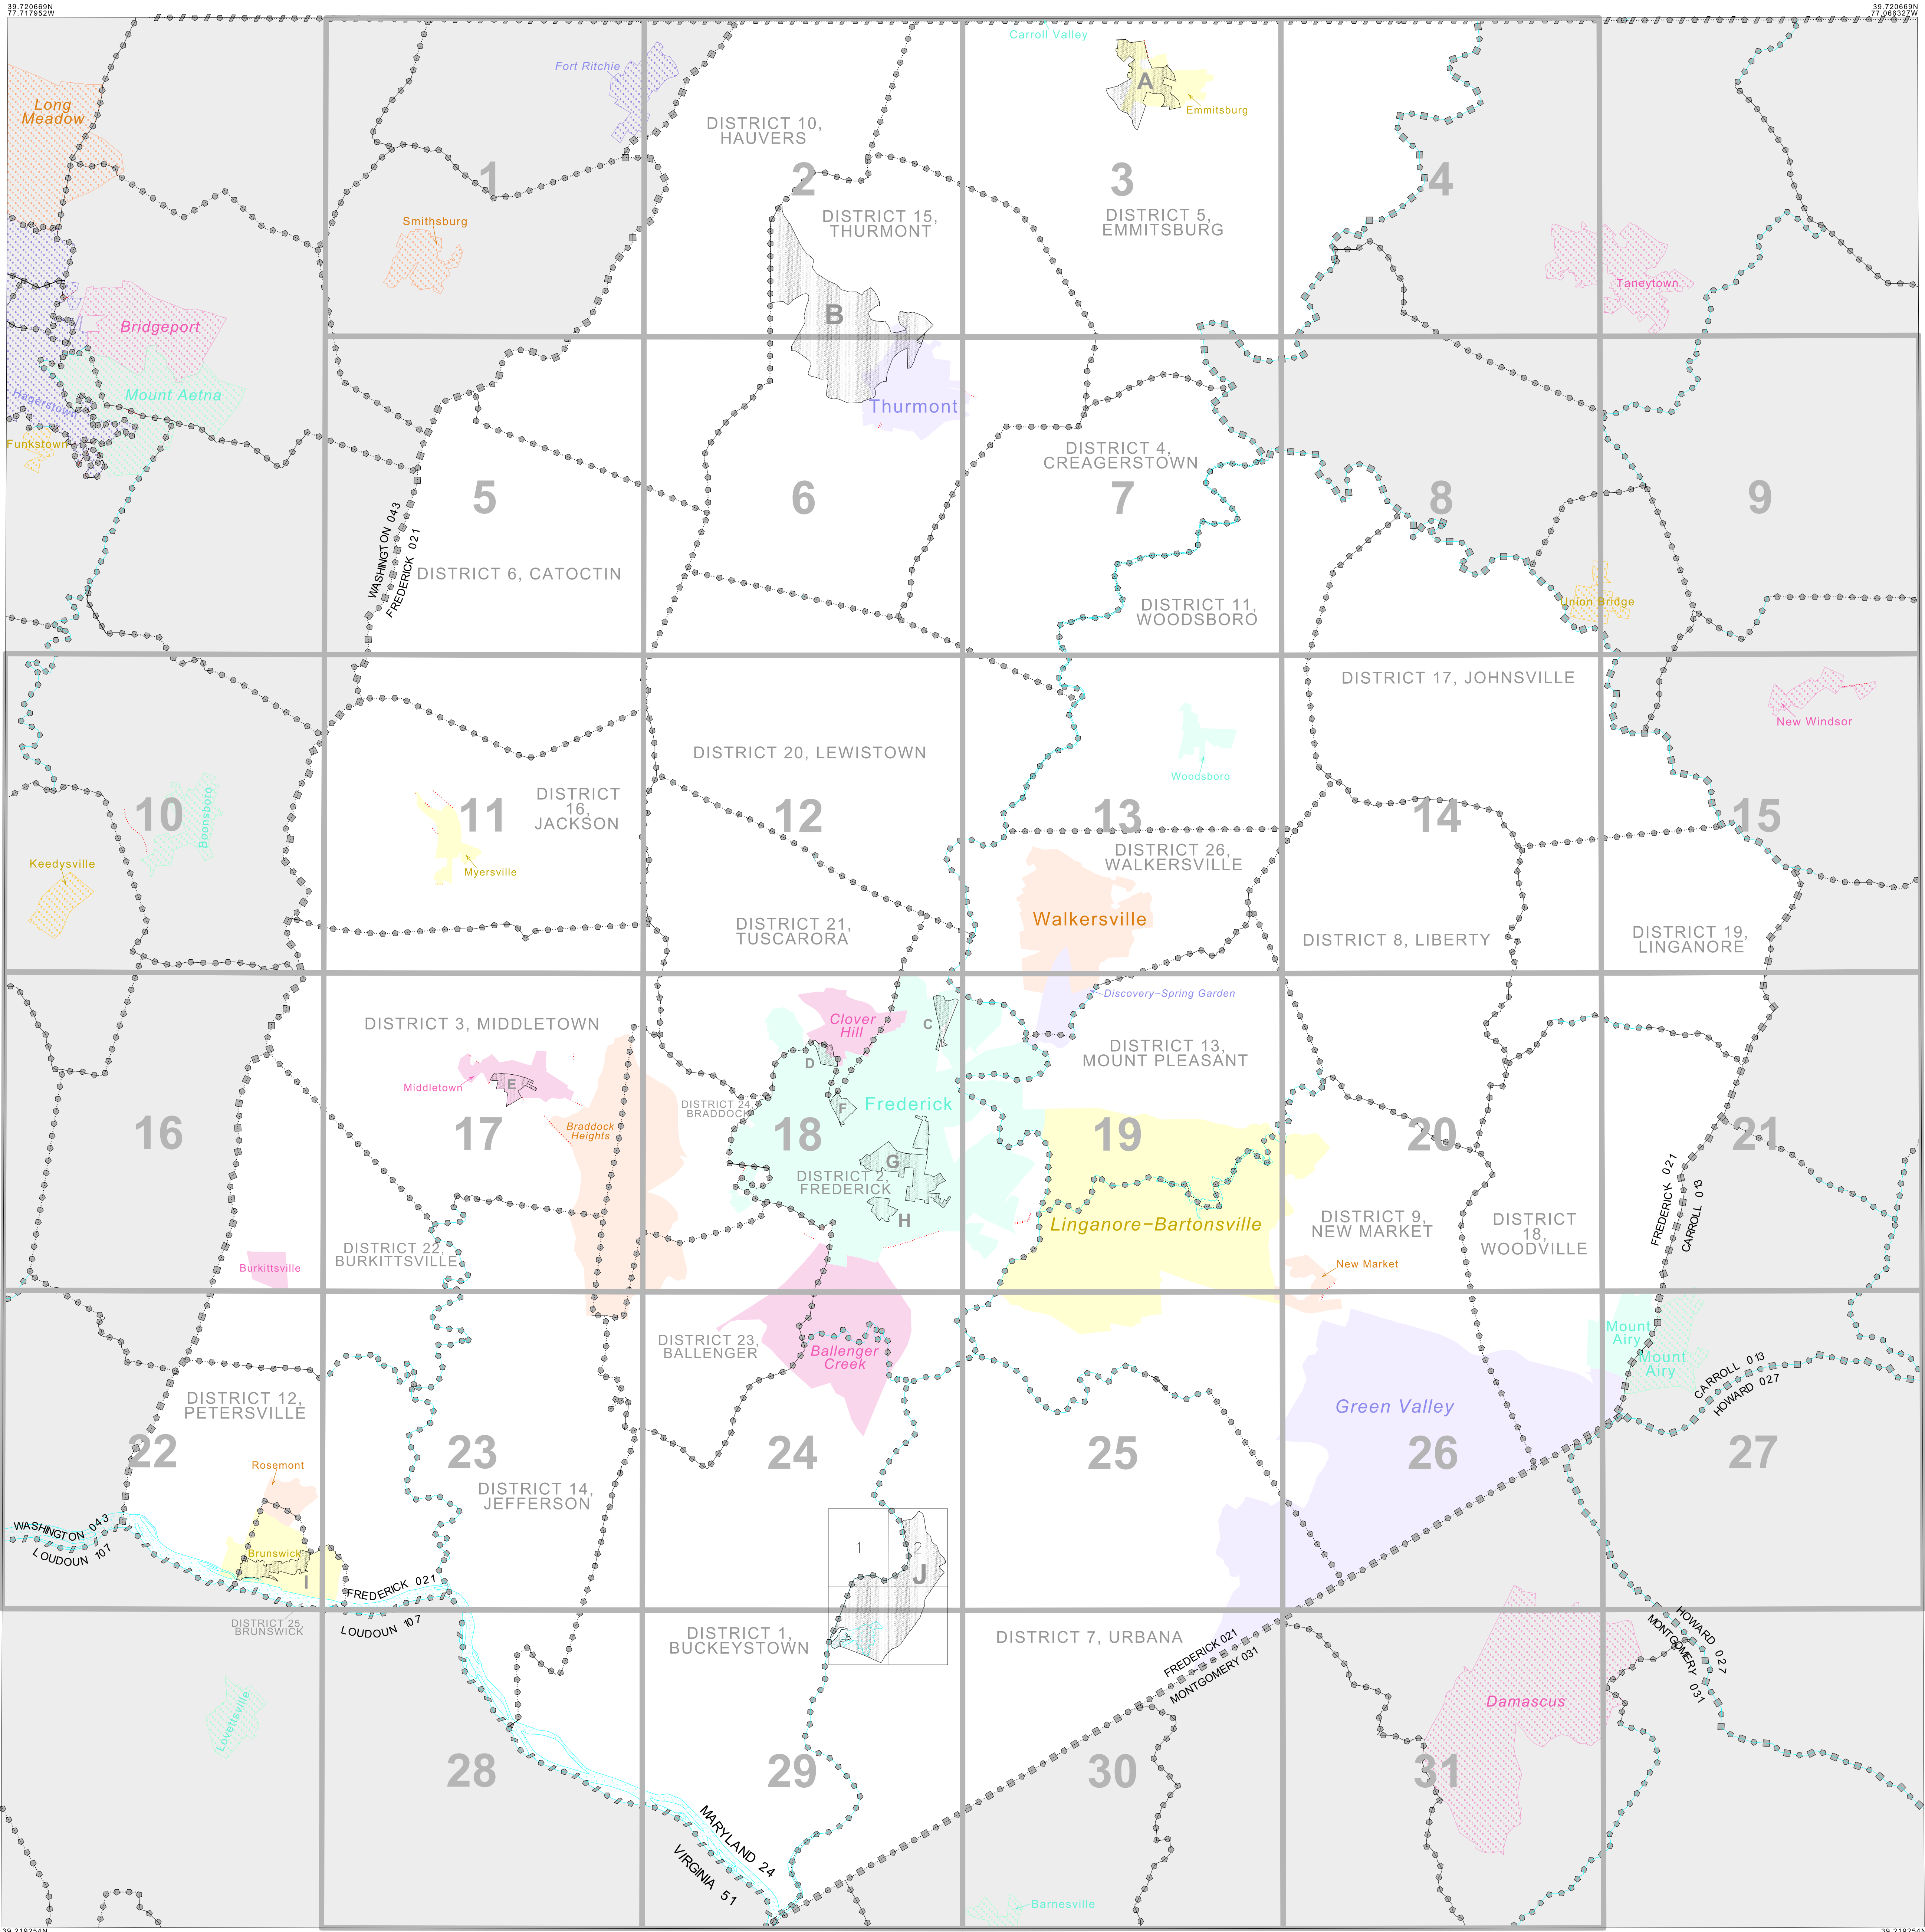 39.720669N
77.717952W
39.720669N
77.066327W
Carroll Valley
Fort Ritchie
A
Emmitsburg
Long
Meadow
DISTRICT 10,
HAUVERS
1
2
3
4
Smithsburg
DISTRICT 15,
THURMONT
DISTRICT 5,
EMMITSBURG
Taneytown
B
Bridgeport
Mount Aetna
Hagerstown
Thurmont
Funkstown
DISTRICT 4,
CREAGERSTOWN
5
6
7
8
9
WASHINGTON 043
FREDERICK 021
DISTRICT 6, CATOCTIN
DISTRICT 11,
WOODSBORO
Union Bridge
DISTRICT 17, JOHNSVILLE
New Windsor
DISTRICT 20, LEWISTOWN
Woodsboro
10
Boonsboro
11
DISTRICT
16,
JACKSON
12
13
14
15
Keedysville
Myersville
DISTRICT 26,
WALKERSVILLE
Walkersville
DISTRICT 21,
TUSCARORA
DISTRICT 8, LIBERTY
DISTRICT 19,
LINGANORE
Discovery-Spring Garden
DISTRICT 3, MIDDLETOWN
Clover
Hill
C
D
DISTRICT 13,
MOUNT PLEASANT
Middletown
E
DISTRICT 24,
BRADDOCK
F
Frederick
Braddock
Heights
16
17
18
19
20
21
G
DISTRICT 2,
FREDERICK
H
Linganore-Bartonsville
DISTRICT 9,
NEW MARKET
DISTRICT
18,
WOODVILLE
FREDERICK 021
CARROLL 013
DISTRICT 22,
BURKITTSVILLE
Burkittsville
New Market
DISTRICT 23,
BALLENGER
Ballenger
Creek
Mount
Airy
Mount
Airy
CARROLL 013
HOWARD 027
DISTRICT 12,
PETERSVILLE
Green Valley
22
23
24
25
26
27
Rosemont
DISTRICT 14,
JEFFERSON
WASHINGTON 043
LOUDOUN 107
Brunswick
I
1
2
J
FREDERICK 021
LOUDOUN 107
DISTRICT 25,
BRUNSWICK
DISTRICT 1,
BUCKEYSTOWN
DISTRICT 7, URBANA
FREDERICK 021
MONTGOMERY 031
HOWARD 027
MONTGOMERY 031
Lovettsville
Damascus
28
29
30
31
MARYLAND 24
VIRGINIA 51
Barnesville
39.219254N
39.219254N